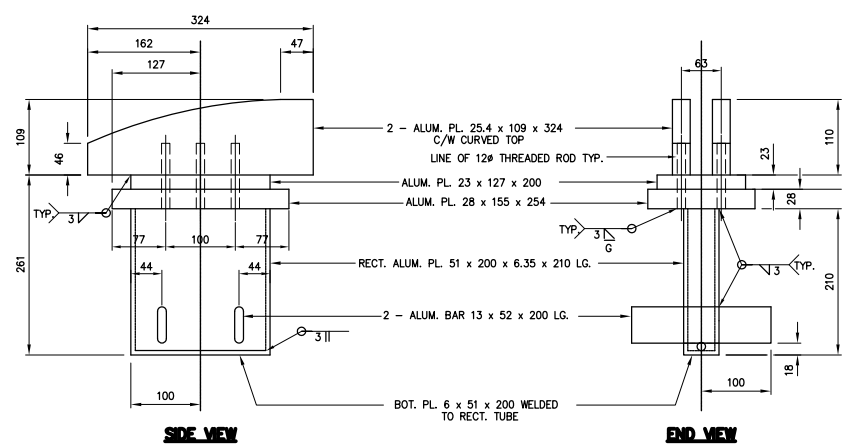 324
162
47
127
63
109
46
110
23
28
2 - ALUM. PL. 25.4 x 109 x 324
C/W CURVED TOP
LINE OF 12ø THREADED ROD TYP.
ALUM. PL. 23 x 127 x 200
ALUM. PL. 28 x 155 x 254
TYP.
3
77
100
77
TYP.
3
G
261
44
44
RECT. ALUM. PL. 51 x 200 x 6.35 x 210 LG.
3
TYP.
210
2 - ALUM. BAR 13 x 52 x 200 LG.
3
18
100
100
BOT. PL. 6 x 51 x 200 WELDED
TO RECT. TUBE
SIDE VIEW
END VIEW